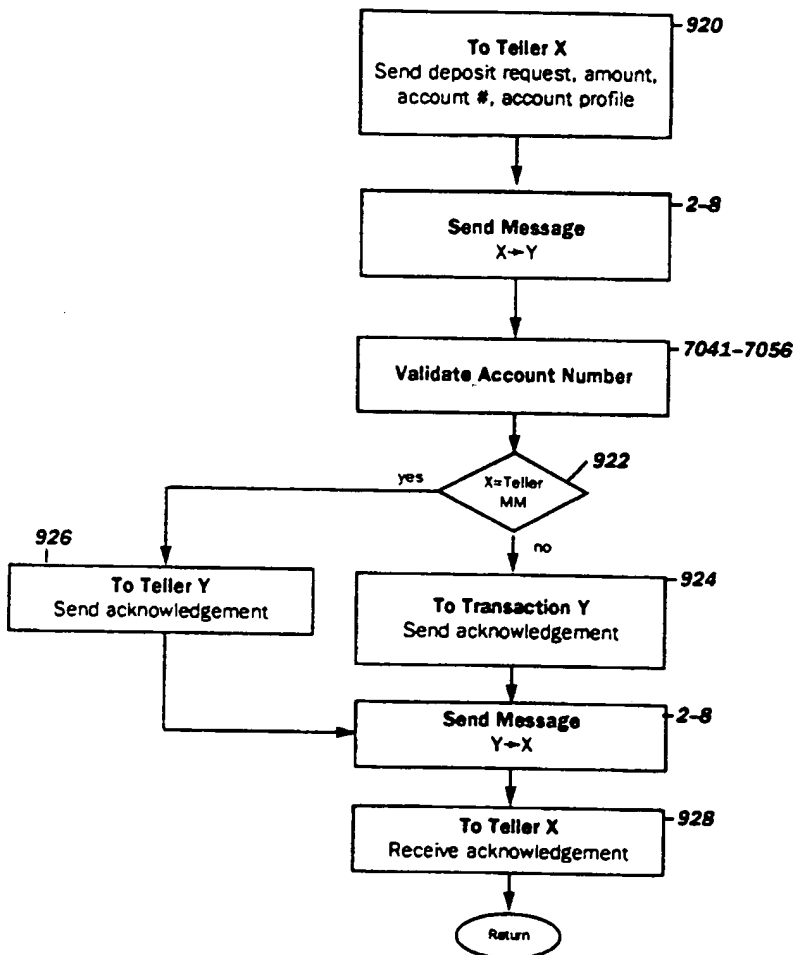 920
To Teller X
Send deposit request, amount,
account #, account profile
2-8
Send Message
X→Y
7041-7056
Validate Account Number
922
yes
X=Teller
MM
no
926
To Teller Y
Send acknowledgement
924
To Transaction Y
Send acknowledgement
2-8
Send Message
Y→X
928
To Teller X
Receive acknowledgement
Return